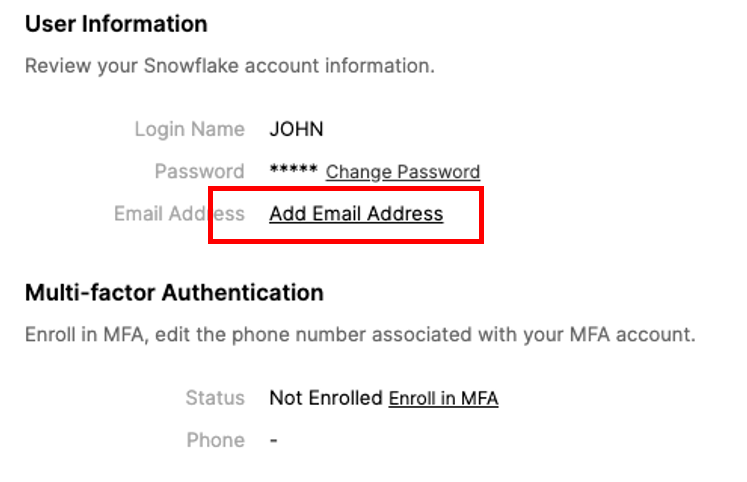 User Information
Review your Snowflake account information.
Login Name JOHN
Password ***** Change Password
Email Address Add Email Address
Multi-factor Authentication
Enroll in MFA, edit the phone number associated with your MFA account.
Status Not Enrolled Enroll in MFA
Phone -